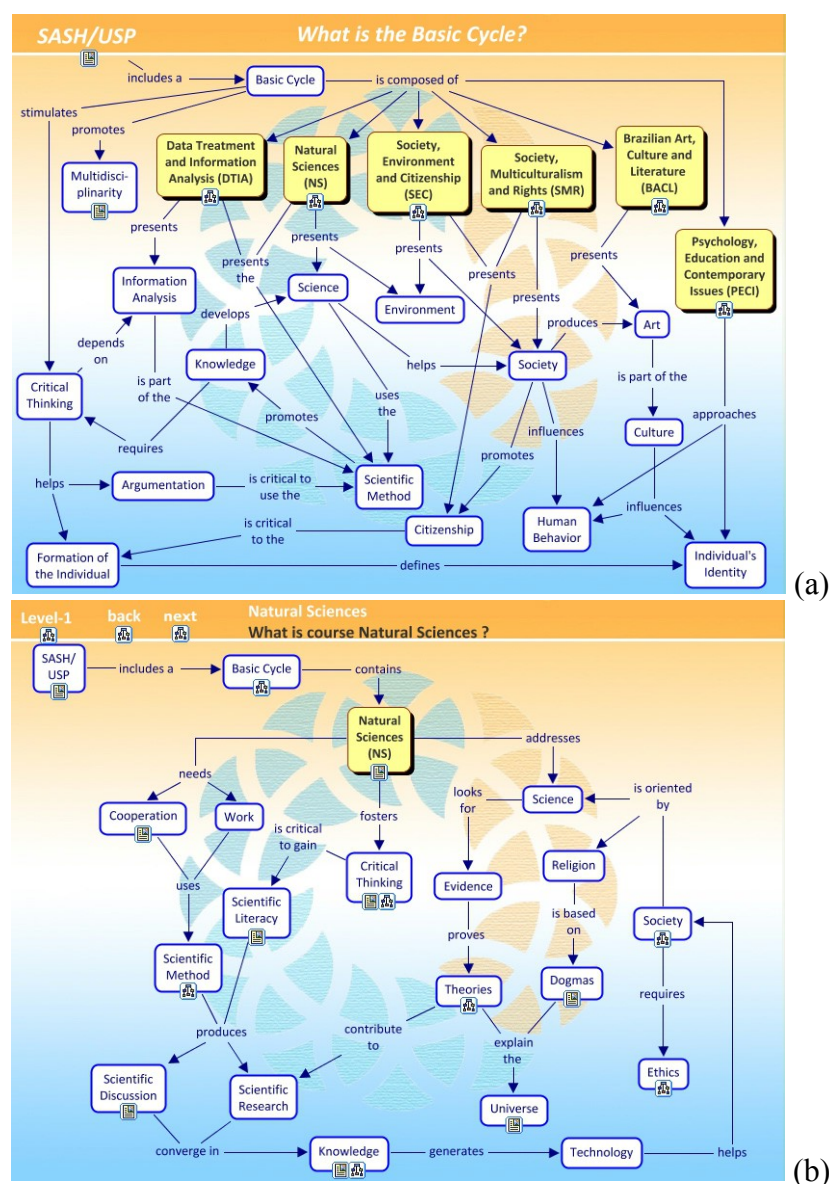 SASH/USP
What is the Basic Cycle?
includes a
Basic Cycle
is composed of
stimulates
promotes
Multidisci-
plinarity
Data Treatment
and Information
Analysis (DTIA)
Natural
Sciences
(NS)
Society,
Environment
and Citizenship
(SEC)
Society,
Multiculturalism
and Rights (SMR)
Brazilian Art,
Culture and
Literature
(BACL)
Psychology,
Education and
Contemporary
Issues (PECI)
presents
presents
the
presents
presents
presents
presents
presents
Information
Analysis
Science
Environment
develops
produces
Art
depends
on
Knowledge
helps
Society
is part of the
Critical
Thinking
is part
of the
uses
the
approaches
promotes
influences
Culture
requires
promotes
helps
Argumentation
is critical to
use the
Scientific
Method
is critical
to the
Citizenship
Human
Behavior
influences
Formation of
the Individual
defines
Individual's
Identity
(a)
Level-1
back
next
Natural Sciences
What is course Natural Sciences ?
SASH/
USP
includes a
Basic Cycle
contains
Natural
Sciences
(NS)
addresses
needs
looks
for
Science
is oriented
by
Cooperation
Work
is critical
to gain
fosters
Critical
Thinking
Evidence
Religion
uses
Scientific
Literacy
is based
on
Society
proves
Scientific
Method
Theories
Dogmas
requires
produces
contribute
to
explain
the
Scientific
Discussion
Scientific
Research
Universe
Ethics
converge in
Knowledge
generates
Technology
helps
(b)